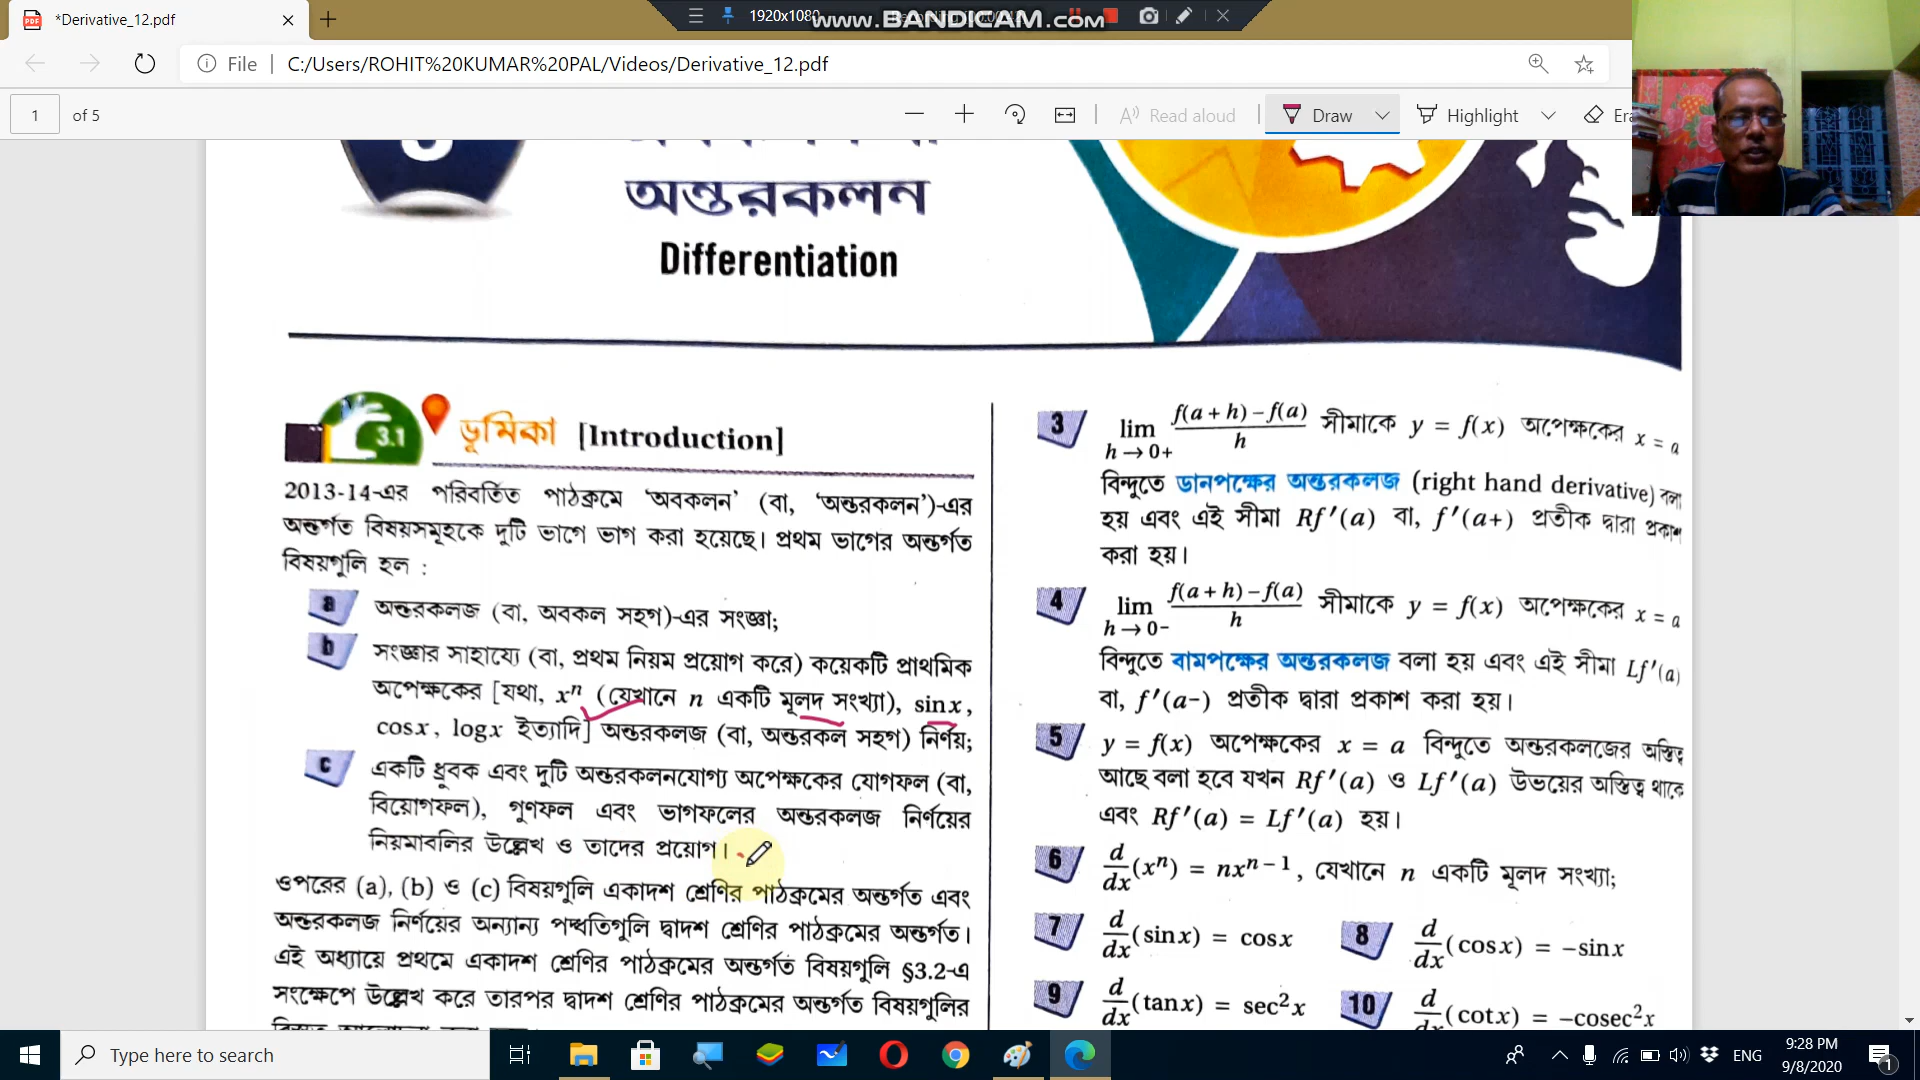 *Derivative_12.pdf
1920x1080
www.BANDICAM.com
File
C:/Users/ROHIT%20KUMAR%20PAL/Videos/Derivative_12.pdf
1 of 5
Read aloud
Draw
Highlight
Era
অন্তরকলন
Differentiation
3.1 ভূমিকা [Introduction]
2013-14-এর পরিবর্তিত পাঠক্রমে ‘অবকলন’ (বা, ‘অন্তরকলন’)-এর
অন্তর্গত বিষয়সমূহকে দুটি ভাগে ভাগ করা হয়েছে। প্রথম ভাগের অন্তর্গত
বিষয়গুলি হল :
a অন্তরকলজ (বা, অবকল সহগ)-এর সংজ্ঞা;
b সংজ্ঞার সাহায্যে (বা, প্রথম নিয়ম প্রয়োগ করে) কয়েকটি প্রাথমিক
অপেক্ষকের [যথা, xⁿ (যেখানে n একটি মূলদ সংখ্যা), sinx,
cosx, logx ইত্যাদি] অন্তরকলজ (বা, অন্তরকল সহগ) নির্ণয়;
c একটি ধ্রুবক এবং দুটি অন্তরকলনযোগ্য অপেক্ষকের যোগফল (বা,
বিয়োগফল), গুণফল এবং ভাগফলের অন্তরকলজ নির্ণয়ের
নিয়মাবলির উল্লেখ ও তাদের প্রয়োগ।
ওপরের (a), (b) ও (c) বিষয়গুলি একাদশ শ্রেণির পাঠক্রমের অন্তর্গত এবং
অন্তরকলজ নির্ণয়ের অন্যান্য পদ্ধতিগুলি দ্বাদশ শ্রেণির পাঠক্রমের অন্তর্গত।
এই অধ্যায়ে প্রথমে একাদশ শ্রেণির পাঠক্রমের অন্তর্গত বিষয়গুলি §3.2-এ
সংক্ষেপে উল্লেখ করে তারপর দ্বাদশ শ্রেণির পাঠক্রমের অন্তর্গত বিষয়গুলির
3 lim h→0+ f(a+h)−f(a)/h সীমাকে y = f(x) অপেক্ষকের x = a
বিন্দুতে ডানপক্ষের অন্তরকলজ (right hand derivative) বলা
হয় এবং এই সীমা Rf′(a) বা, f′(a+) প্রতীক দ্বারা প্রকাশ
করা হয়।
4 lim h→0− f(a+h)−f(a)/h সীমাকে y = f(x) অপেক্ষকের x = a
বিন্দুতে বামপক্ষের অন্তরকলজ বলা হয় এবং এই সীমা Lf′(a)
বা, f′(a−) প্রতীক দ্বারা প্রকাশ করা হয়।
5 y = f(x) অপেক্ষকের x = a বিন্দুতে অন্তরকলজের অস্তিত্ব
আছে বলা হবে যখন Rf′(a) ও Lf′(a) উভয়ের অস্তিত্ব থাকে
এবং Rf′(a) = Lf′(a) হয়।
6 d/dx(xⁿ) = nxⁿ⁻¹, যেখানে n একটি মূলদ সংখ্যা;
7 d/dx(sinx) = cosx 8 d/dx(cosx) = −sinx
9 d/dx(tanx) = sec²x 10 d/dx(cotx) = −cosec²x
Type here to search
ENG
9:28 PM
9/8/2020
1